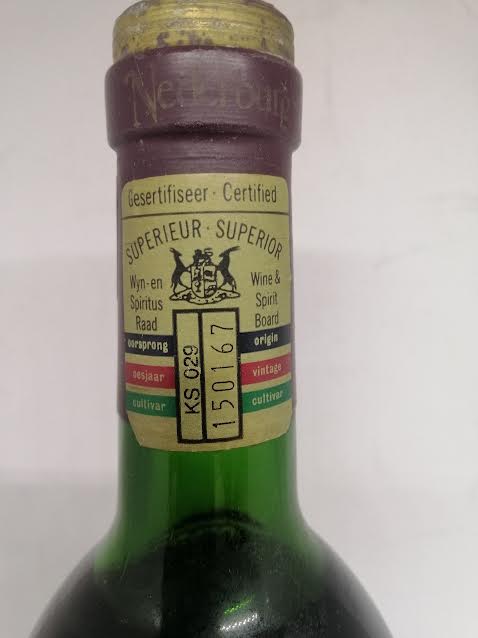 Nederburg
Gesertifiseer · Certified
SUPERIEUR · SUPERIOR
Wyn-en
Spiritus
Raad
Wine &
Spirit
Board
oorsprong
origin
oesjaar
vintage
cultivar
cultivar
KS 029
150167